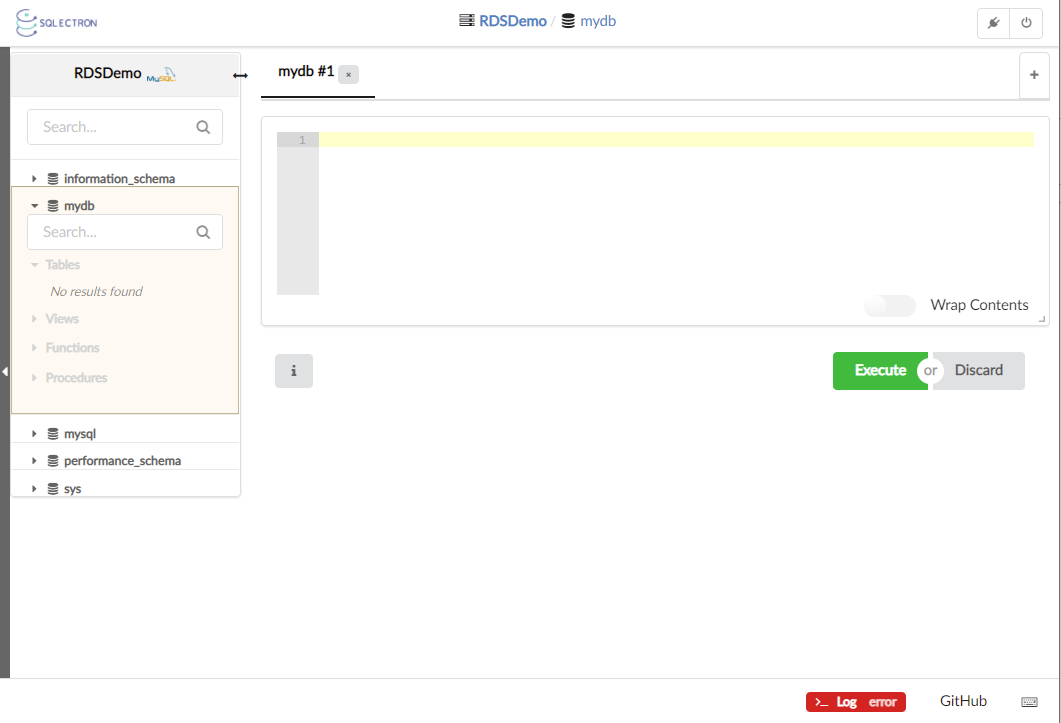 SQLECTRON
RDSDemo / mydb
RDSDemo MySQL
mydb #1 ×
+
Search...
1
information_schema
mydb
Search...
Tables
No results found
Views
Functions
Procedures
mysql
performance_schema
sys
Wrap Contents
i
Execute or Discard
>_ Log error GitHub